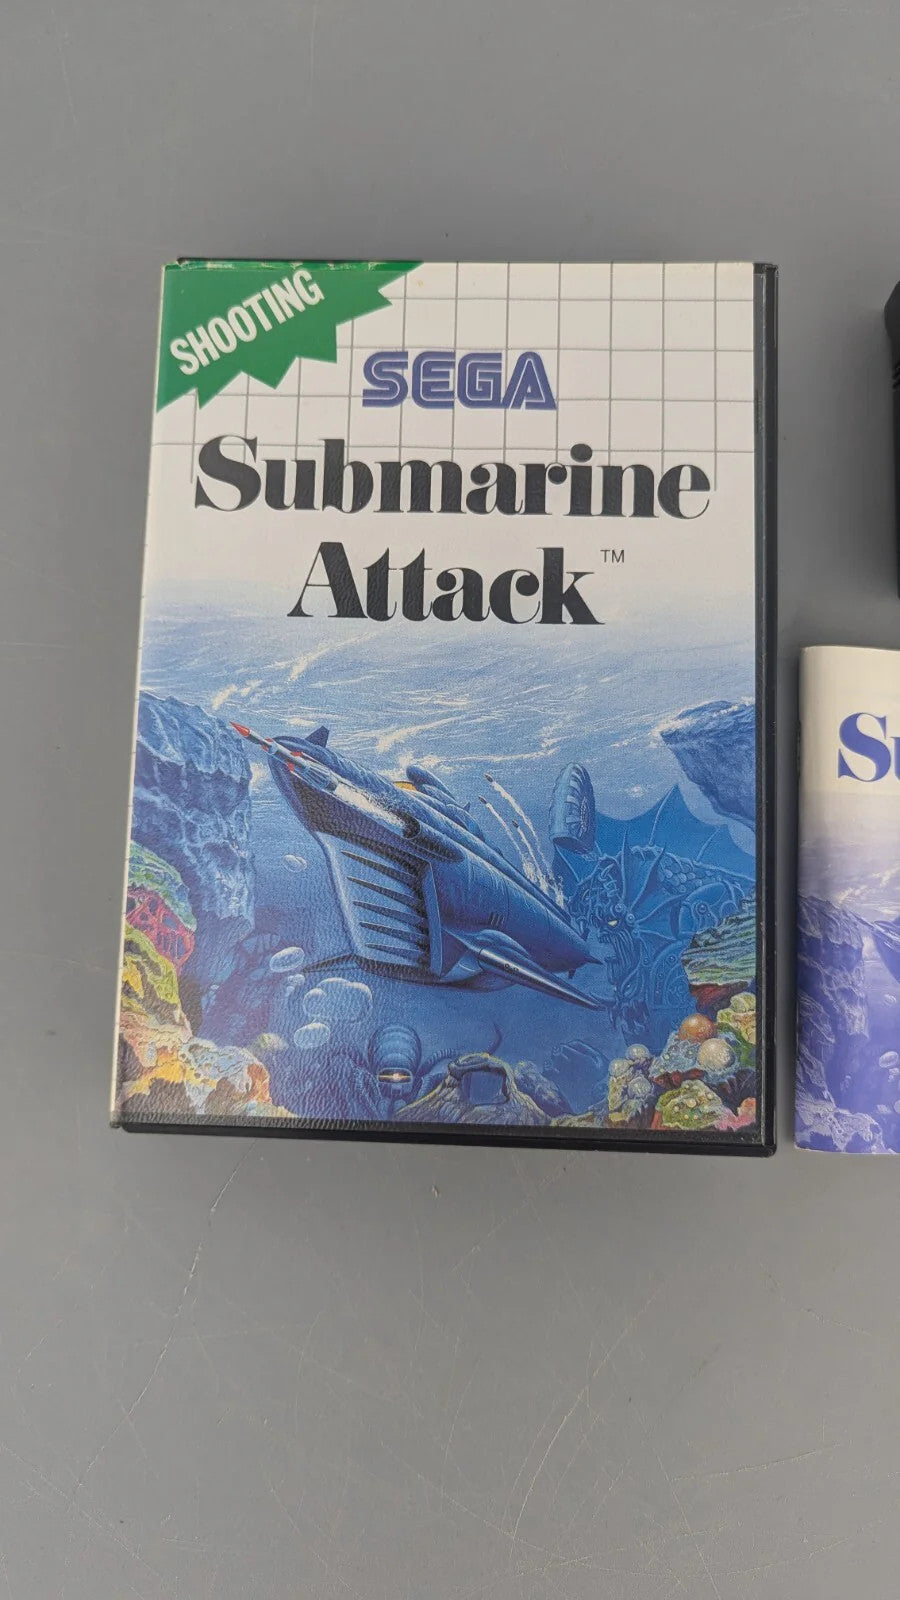 SHOOTING
SEGA
Submarine
Attack™